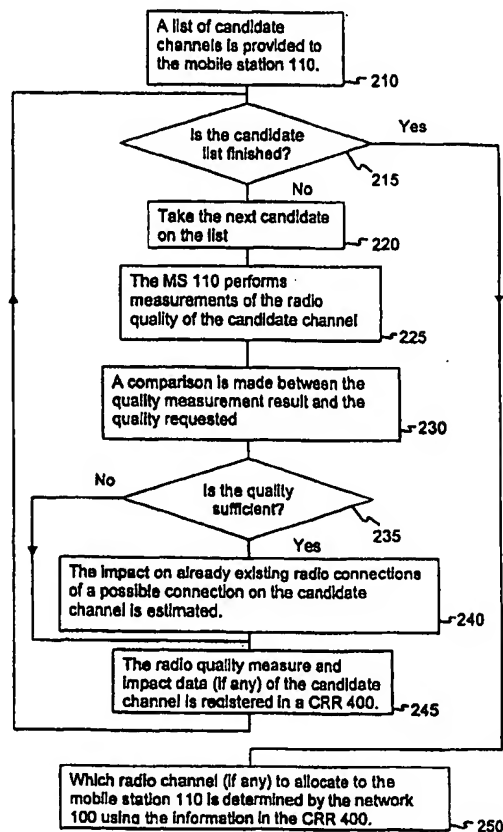 A list of candidate
channels is provided to
the mobile station 110.
210
Is the candidate
list finished?
Yes
215
No
Take the next candidate
on the list
220
The MS 110 performs
measurements of the radio
quality of the candidate channel
225
A comparison is made between the
quality measurement result and the
quality requested
230
No
Is the quality
sufficient?
235
Yes
The impact on already existing radio connections
of a possible connection on the candidate
channel is estimated.
240
The radio quality measure and
impact data (if any) of the candidate
channel is registered in a CRR 400.
245
Which radio channel (if any) to allocate to the
mobile station 110 is determined by the network
100 using the information in the CRR 400.
250